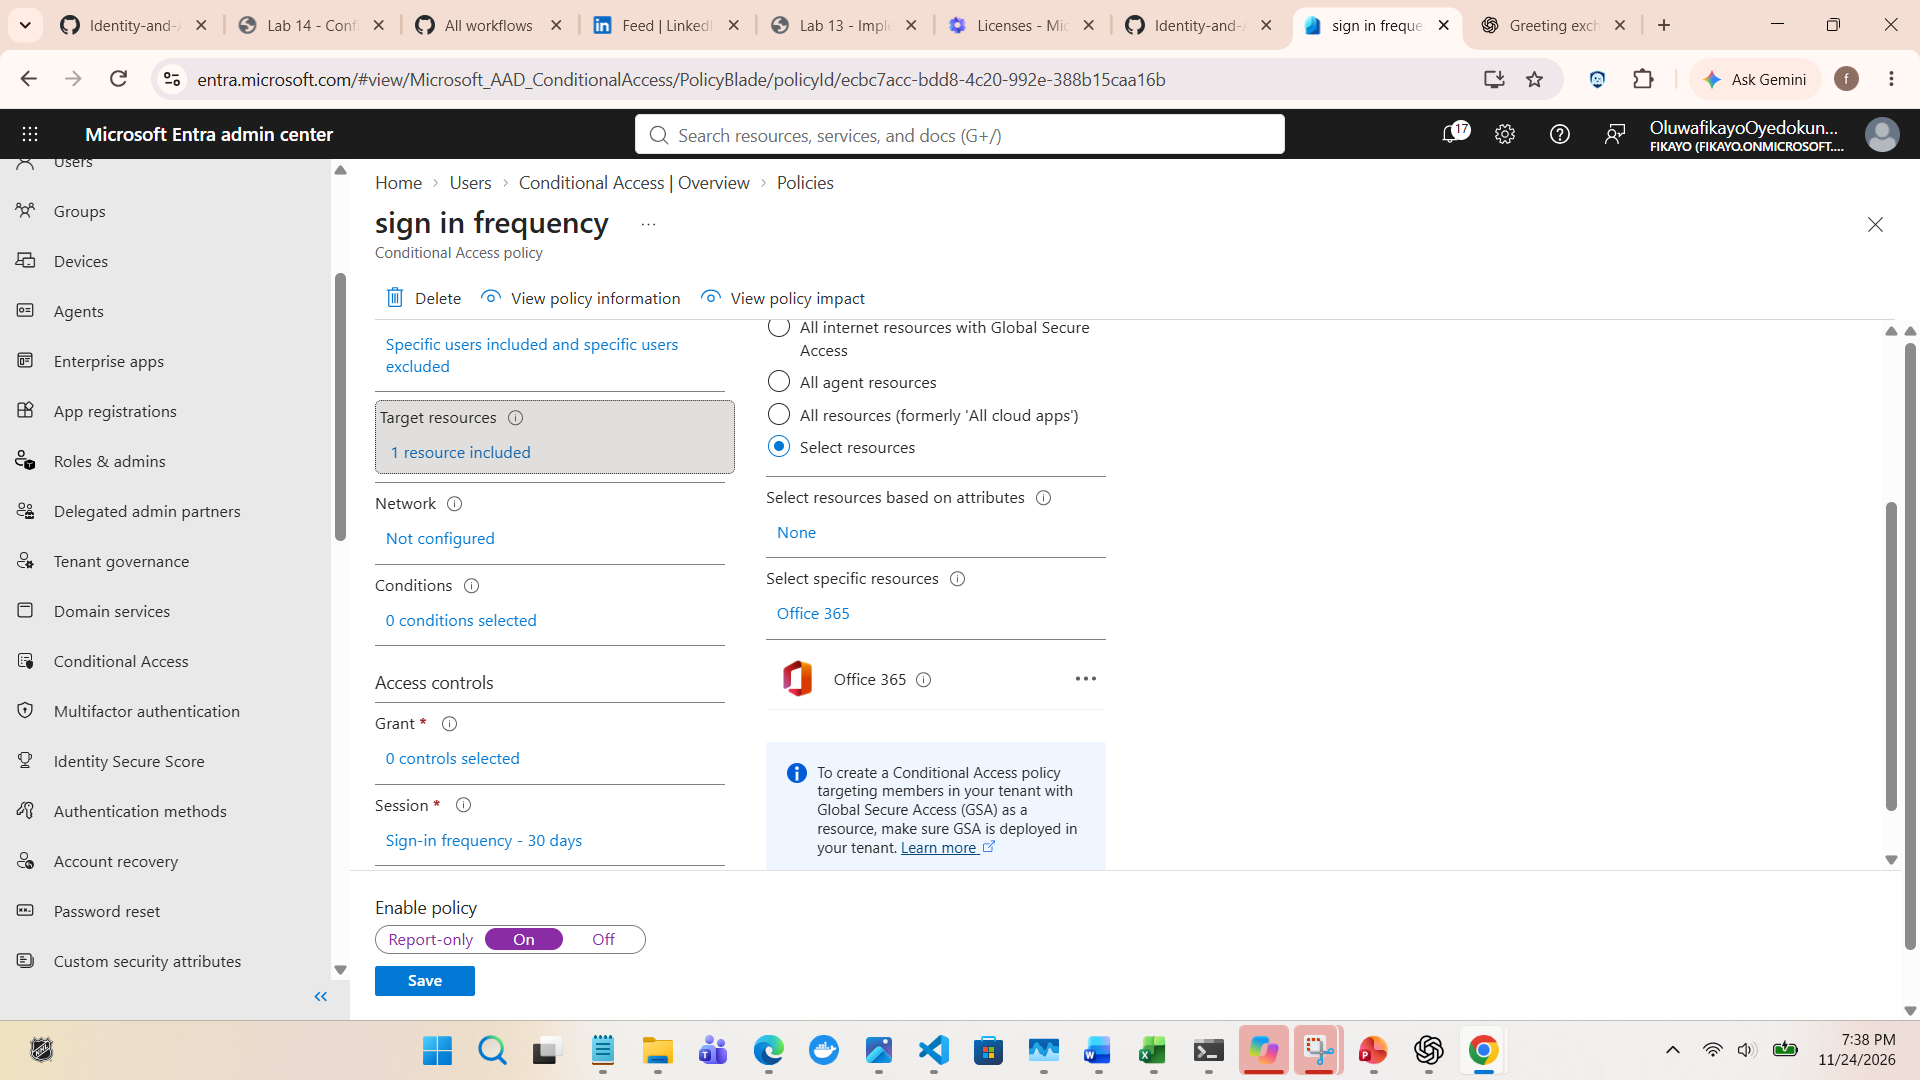 Identity-and-A
Lab 14 - Conf
All workflows
Feed | LinkedI
Lab 13 - Imple
Licenses - Mic
Identity-and-A
sign in freque
Greeting exch
entra.microsoft.com/#view/Microsoft_AAD_ConditionalAccess/PolicyBlade/policyId/ecbc7acc-bdd8-4c20-992e-388b15caa16b
Ask Gemini
f
Microsoft Entra admin center
Search resources, services, and docs (G+/)
17
OluwafikayoOyedokun...
FIKAYO (FIKAYO.ONMICROSOFT....
Users
Groups
Devices
Agents
Enterprise apps
App registrations
Roles & admins
Delegated admin partners
Tenant governance
Domain services
Conditional Access
Multifactor authentication
Identity Secure Score
Authentication methods
Account recovery
Password reset
Custom security attributes
Home > Users > Conditional Access | Overview > Policies
sign in frequency ...
Conditional Access policy
Delete
View policy information
View policy impact
Specific users included and specific users
excluded
Target resources
1 resource included
Network
Not configured
Conditions
0 conditions selected
Access controls
Grant *
0 controls selected
Session *
Sign-in frequency - 30 days
All internet resources with Global Secure
Access
All agent resources
All resources (formerly 'All cloud apps')
Select resources
Select resources based on attributes
None
Select specific resources
Office 365
Office 365
To create a Conditional Access policy
targeting members in your tenant with
Global Secure Access (GSA) as a
resource, make sure GSA is deployed in
your tenant. Learn more
Enable policy
Report-only
On
Off
Save
7:38 PM
11/24/2026